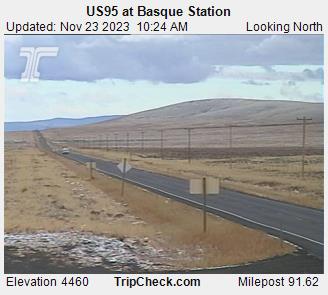 US95 at Basque Station
Updated: Nov 23 2023 10:24 AM Looking North
Elevation 4460 TripCheck.com Milepost 91.62